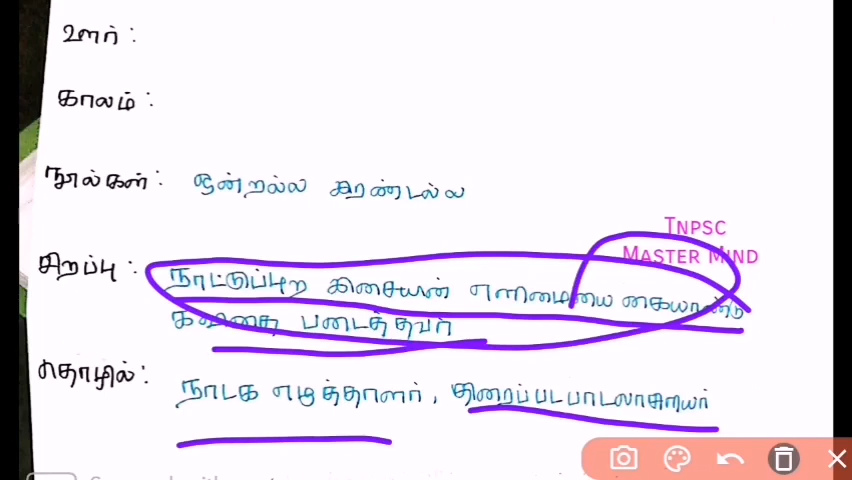 ஊர் :
காலம் :
நூல்கள் : ஒன்றல்ல இரண்டல்ல
TNPSC
MASTER MIND
சிறப்பு : நாட்டுப்புற இசையின் எளிமையை கையாண்டு
கவிதை படைத்தவர்
தொழில் : நாடக எழுத்தாளர், திரைப்படபாடலாசிரியர்